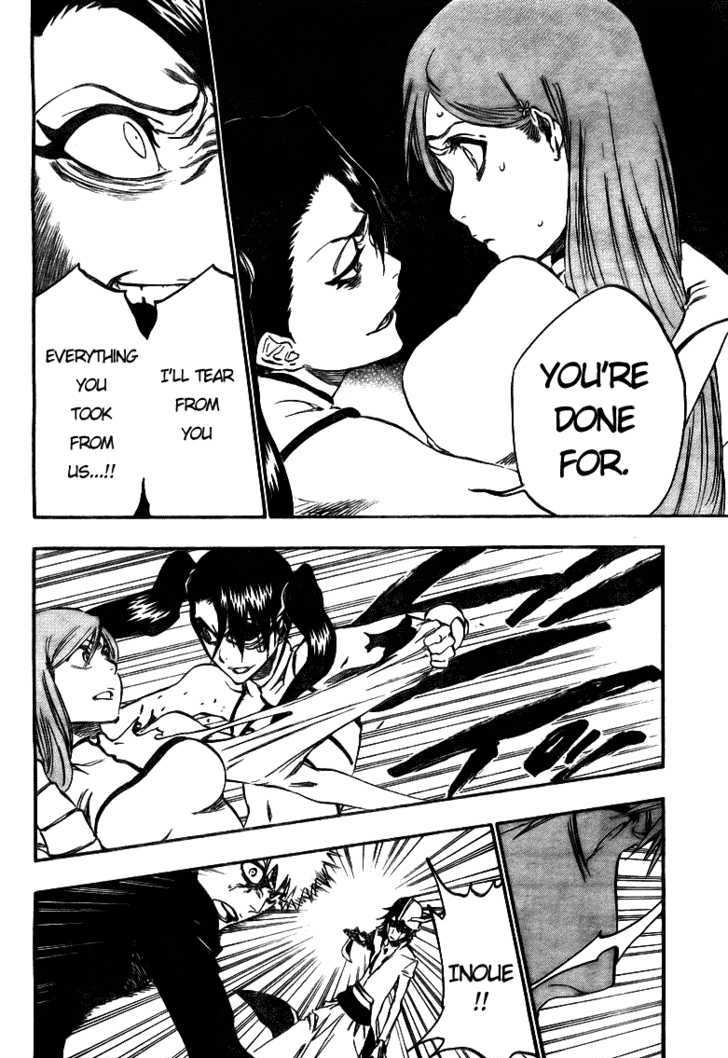 YOU'RE
DONE
FOR.
I'LL TEAR
FROM
YOU
EVERYTHING
YOU
TOOK
FROM
US...!!
INOUE
!!